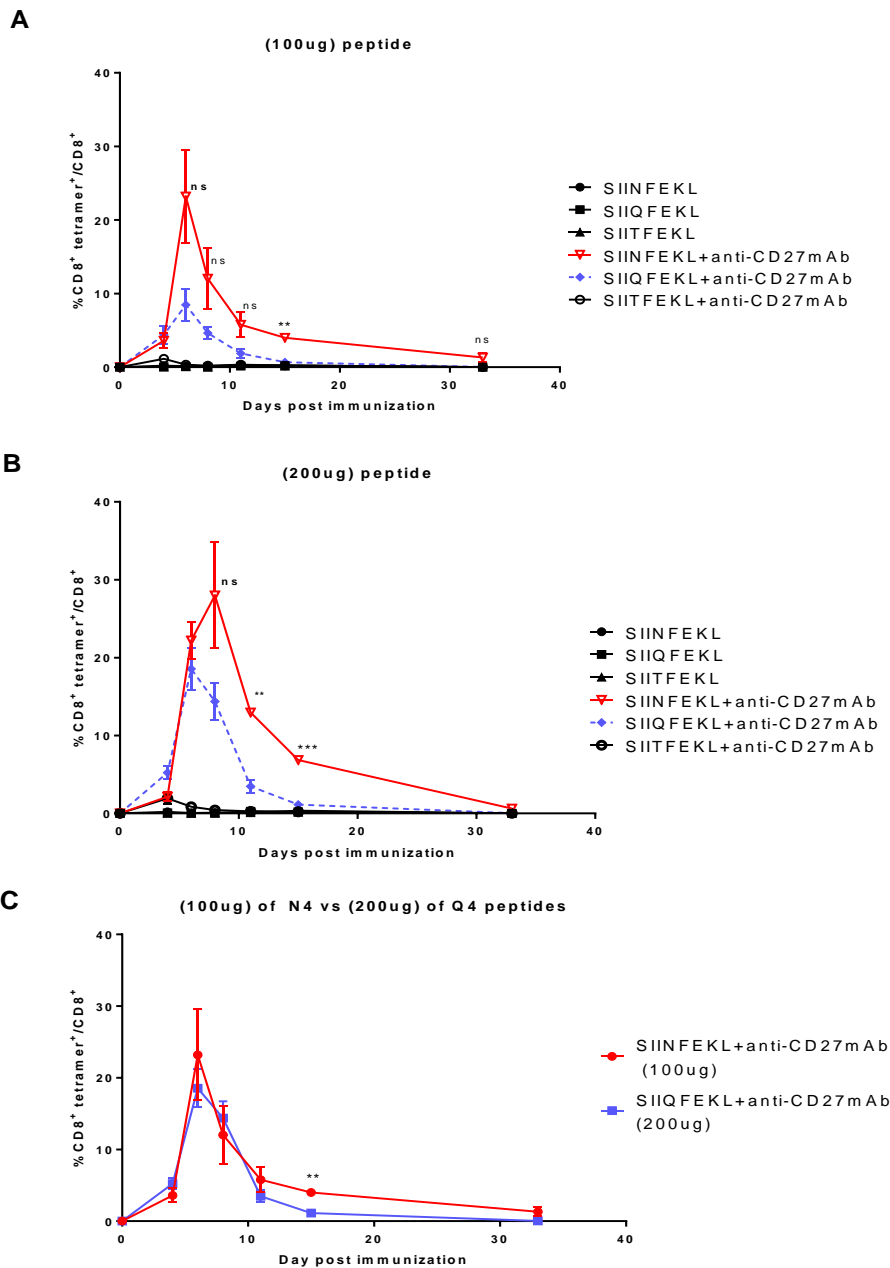 A
(100ug) peptide
%CD8⁺ tetramer⁺/CD8⁺
40
30
20
10
0
0
10
20
30
40
Days post immunization
ns
ns
ns
**
ns
SIINFEKL
SIIQFEKL
SIITFEKL
SIINFEKL+anti-CD27mAb
SIIQFEKL+anti-CD27mAb
SIITFEKL+anti-CD27mAb
B
(200ug) peptide
%CD8⁺ tetramer⁺/CD8⁺
40
30
20
10
0
0
10
20
30
40
Days post immunization
ns
**
***
SIINFEKL
SIIQFEKL
SIITFEKL
SIINFEKL+anti-CD27mAb
SIIQFEKL+anti-CD27mAb
SIITFEKL+anti-CD27mAb
C
(100ug) of N4 vs (200ug) of Q4 peptides
%CD8⁺ tetramer⁺/CD8⁺
40
30
20
10
0
0
10
20
30
40
Day post immunization
**
SIINFEKL+anti-CD27mAb
(100ug)
SIIQFEKL+anti-CD27mAb
(200ug)